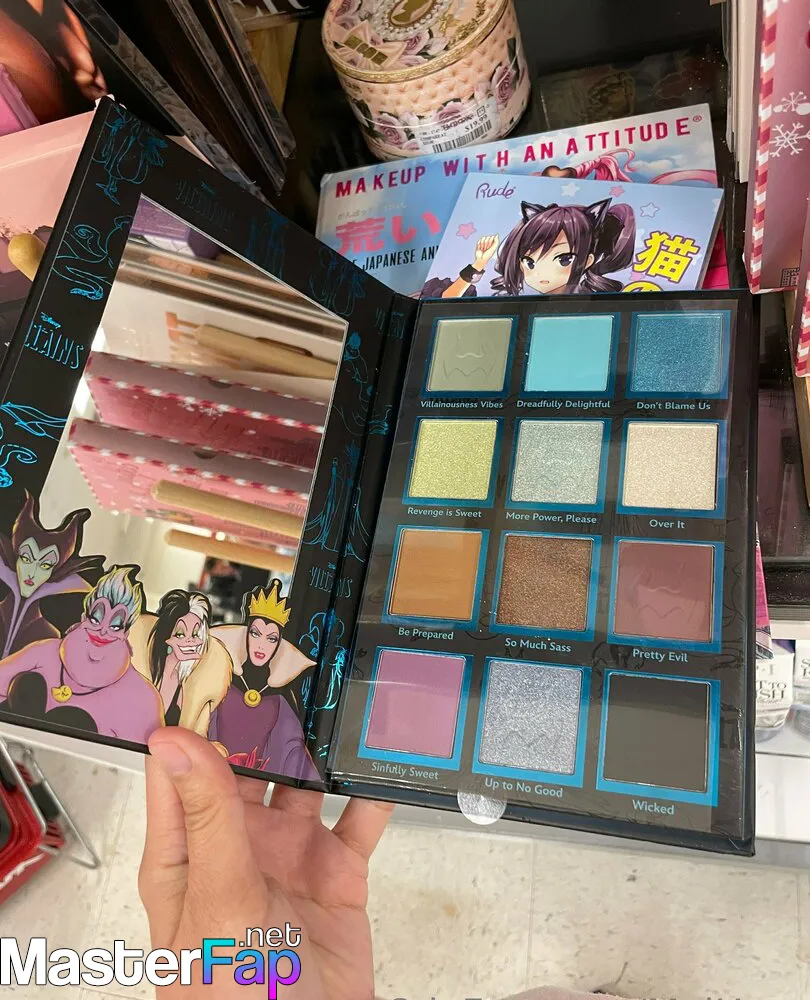 $19.99
MAKEUP WITH AN ATTITUDE®
荒い
JAPANESE
Rude®
猫
Disney
VILLAINS
Villainousness Vibes
Dreadfully Delightful
Don't Blame Us
Revenge is Sweet
More Power, Please
Over It
Be Prepared
So Much Sass
Pretty Evil
Sinfully Sweet
Up to No Good
Wicked
MasterFap.net